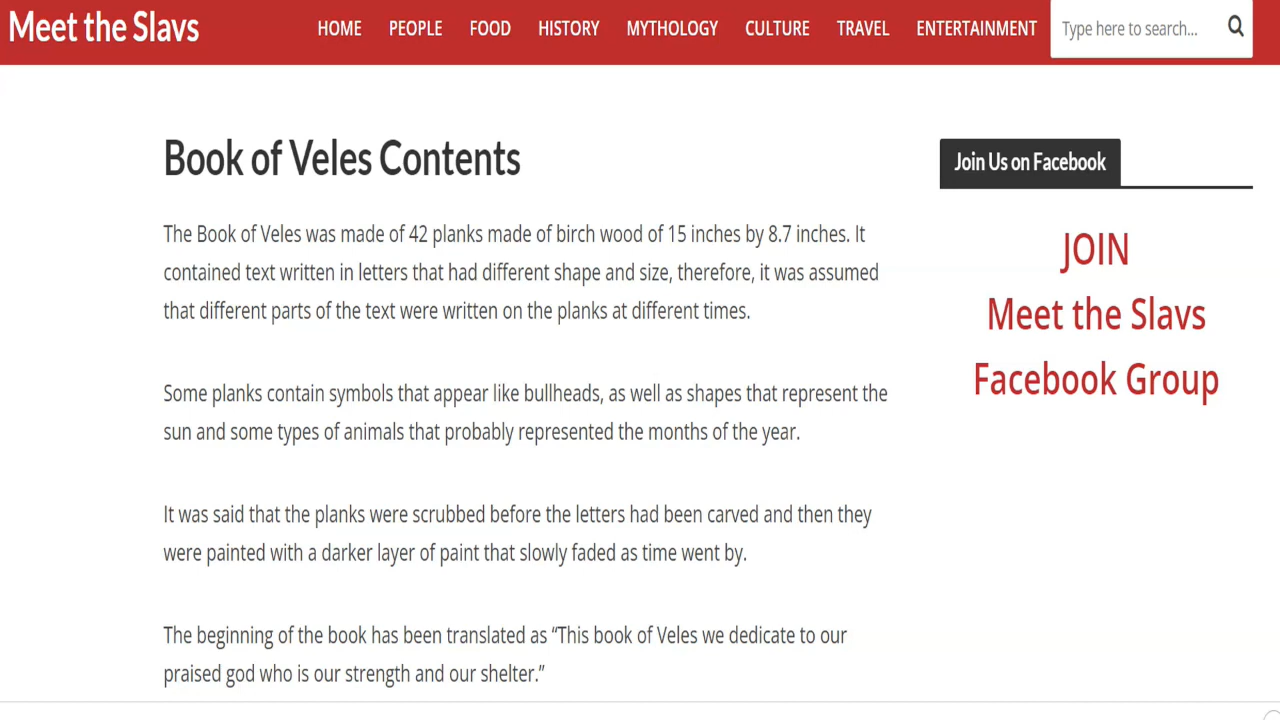 Meet the Slavs
HOME PEOPLE FOOD HISTORY MYTHOLOGY CULTURE TRAVEL ENTERTAINMENT Type here to search...
Book of Veles Contents
The Book of Veles was made of 42 planks made of birch wood of 15 inches by 8.7 inches. It
contained text written in letters that had different shape and size, therefore, it was assumed
that different parts of the text were written on the planks at different times.
Some planks contain symbols that appear like bullheads, as well as shapes that represent the
sun and some types of animals that probably represented the months of the year.
It was said that the planks were scrubbed before the letters had been carved and then they
were painted with a darker layer of paint that slowly faded as time went by.
The beginning of the book has been translated as “This book of Veles we dedicate to our
praised god who is our strength and our shelter.”
Join Us on Facebook
JOIN
Meet the Slavs
Facebook Group